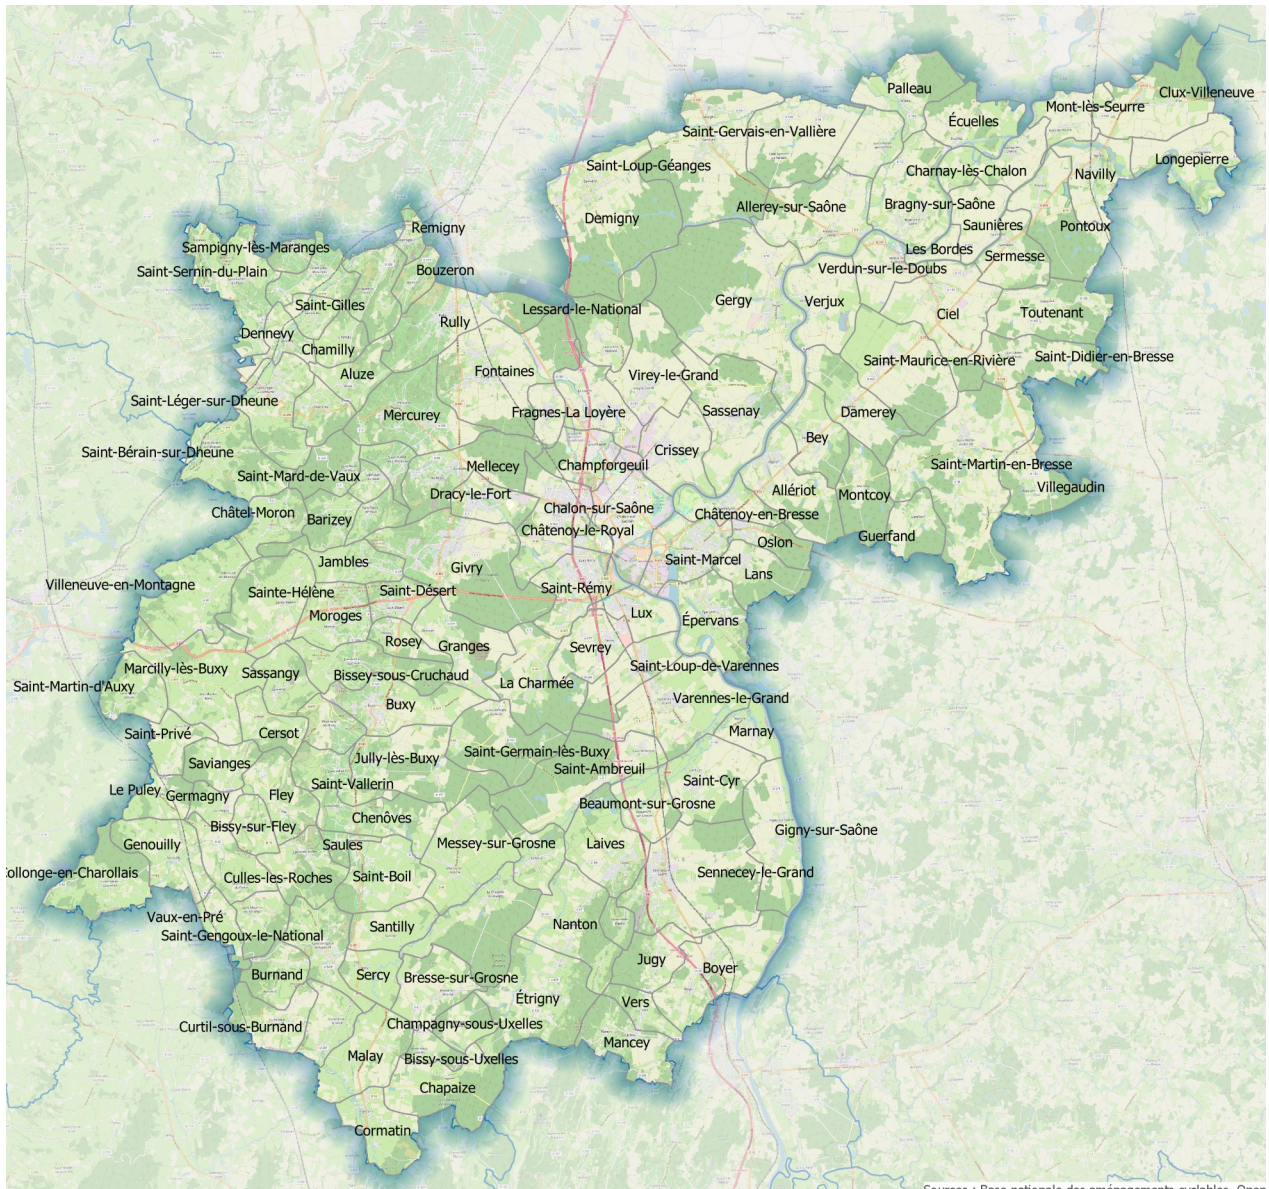 Palleau
Clux-Villeneuve
Mont-lès-Seurre
Écuelles
Saint-Gervais-en-Vallière
Longepierre
Saint-Loup-Géanges
Charnay-lès-Chalon
Navilly
Allerey-sur-Saône
Bragny-sur-Saône
Demigny
Saunières
Pontoux
Remigny
Sampigny-lès-Maranges
Les Bordes
Sermesse
Saint-Sernin-du-Plain
Bouzeron
Verdun-sur-le-Doubs
Saint-Gilles
Lessard-le-National
Gergy
Verjux
Ciel
Toutenant
Rully
Dennevy
Chamilly
Saint-Maurice-en-Rivière
Saint-Didier-en-Bresse
Aluze
Fontaines
Virey-le-Grand
Saint-Léger-sur-Dheune
Mercurey
Fragnes-La Loyère
Sassenay
Damerey
Bey
Saint-Bérain-sur-Dheune
Crissey
Mellecey
Champforgeuil
Saint-Martin-en-Bresse
Saint-Mard-de-Vaux
Villegaudin
Dracy-le-Fort
Allériot
Montcoy
Châtel-Moron
Barizey
Chalon-sur-Saône
Châtenoy-en-Bresse
Châtenoy-le-Royal
Guerfand
Oslon
Jambles
Givry
Saint-Marcel
Lans
Villeneuve-en-Montagne
Sainte-Hélène
Saint-Désert
Saint-Rémy
Moroges
Lux
Épervans
Rosey
Granges
Sevrey
Marcilly-lès-Buxy
Sassangy
Bissey-sous-Cruchaud
Saint-Loup-de-Varennes
Saint-Martin-d'Auxy
La Charmée
Buxy
Varennes-le-Grand
Saint-Privé
Cersot
Marnay
Savianges
Jully-lès-Buxy
Saint-Germain-lès-Buxy
Saint-Ambreuil
Le Puley
Germagny
Fley
Saint-Vallerin
Saint-Cyr
Beaumont-sur-Grosne
Bissy-sur-Fley
Chenôves
Gigny-sur-Saône
Genouilly
Saules
Messey-sur-Grosne
Laives
ollonge-en-Charollais
Culles-les-Roches
Saint-Boil
Sennecey-le-Grand
Vaux-en-Pré
Santilly
Nanton
Saint-Gengoux-le-National
Jugy
Boyer
Burnand
Sercy
Bresse-sur-Grosne
Étrigny
Vers
Curtil-sous-Burnand
Champagny-sous-Uxelles
Mancey
Malay
Bissy-sous-Uxelles
Chapaize
Cormatin